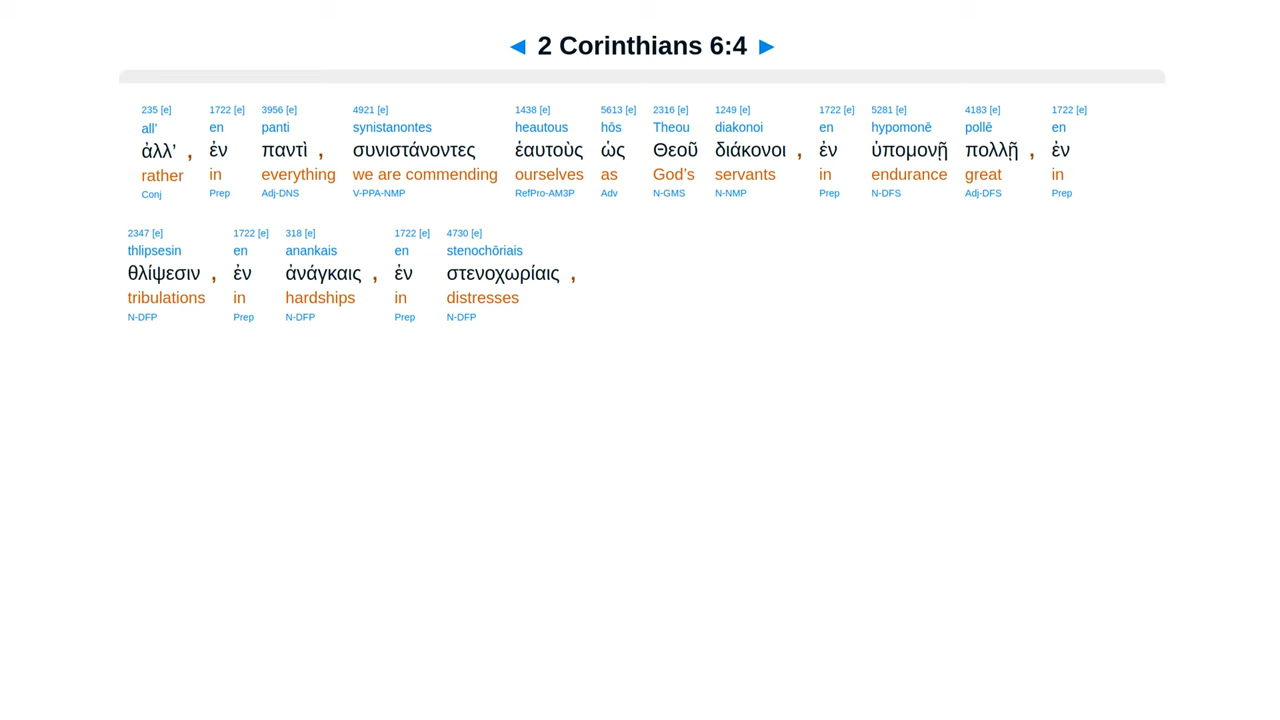 ◄ 2 Corinthians 6:4 ►
235 [e] 1722 [e] 3956 [e] 4921 [e] 1438 [e] 5613 [e] 2316 [e] 1249 [e] 1722 [e] 5281 [e] 4183 [e] 1722 [e]
all’ en panti synistanontes heautous hōs Theou diakonoi en hypomonē pollē en
ἀλλ’ , ἐν παντὶ , συνιστάνοντες ἑαυτοὺς ὡς Θεοῦ διάκονοι , ἐν ὑπομονῇ πολλῇ , ἐν
rather in everything we are commending ourselves as God’s servants in endurance great in
Conj Prep Adj-DNS V-PPA-NMP RefPro-AM3P Adv N-GMS N-NMP Prep N-DFS Adj-DFS Prep
2347 [e] 1722 [e] 318 [e] 1722 [e] 4730 [e]
thlipsesin en anankais en stenochōriais
θλίψεσιν , ἐν ἀνάγκαις , ἐν στενοχωρίαις ,
tribulations in hardships in distresses
N-DFP Prep N-DFP Prep N-DFP